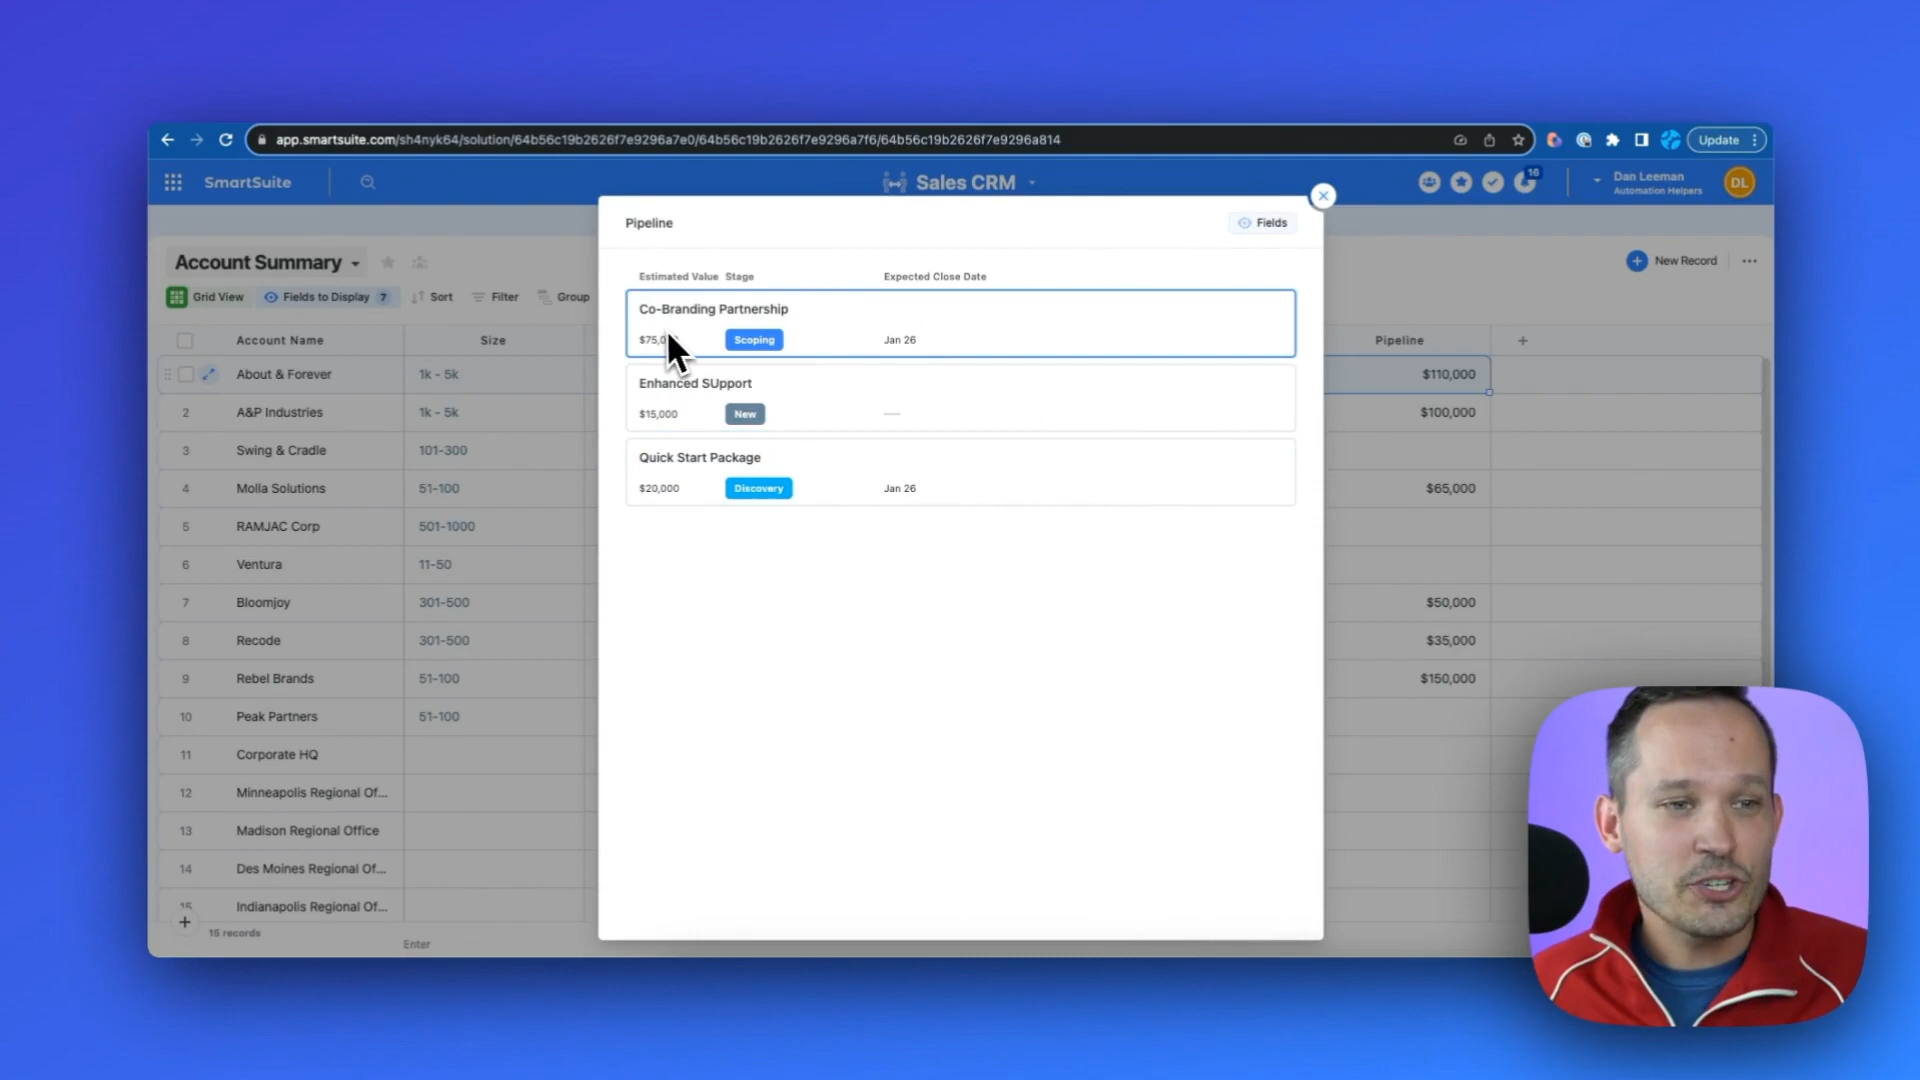 app.smartsuite.com/sh4nyk64/solution/64b56c19b2626f7e9296a7e0/64b56c19b2626f7e9296a7f6/64b56c19b2626f7e9296a814
Update
SmartSuite
Sales CRM
16
Dan Leeman
Automation Helpers
DL
Account Summary
New Record
Grid View
Fields to Display 7
Sort
Filter
Group
Account Name
Size
Pipeline
About & Forever
1k - 5k
$110,000
2
A&P Industries
1k - 5k
$100,000
3
Swing & Cradle
101-300
4
Molla Solutions
51-100
$65,000
5
RAMJAC Corp
501-1000
6
Ventura
11-50
7
Bloomjoy
301-500
$50,000
8
Recode
301-500
$35,000
9
Rebel Brands
51-100
$150,000
10
Peak Partners
51-100
11
Corporate HQ
12
Minneapolis Regional Of...
13
Madison Regional Office
14
Des Moines Regional Of...
15
Indianapolis Regional Of...
15 records
Enter
Pipeline
Fields
Estimated Value
Stage
Expected Close Date
Co-Branding Partnership
Scoping
Jan 26
Enhanced SUpport
$15,000
New
Quick Start Package
$20,000
Discovery
Jan 26